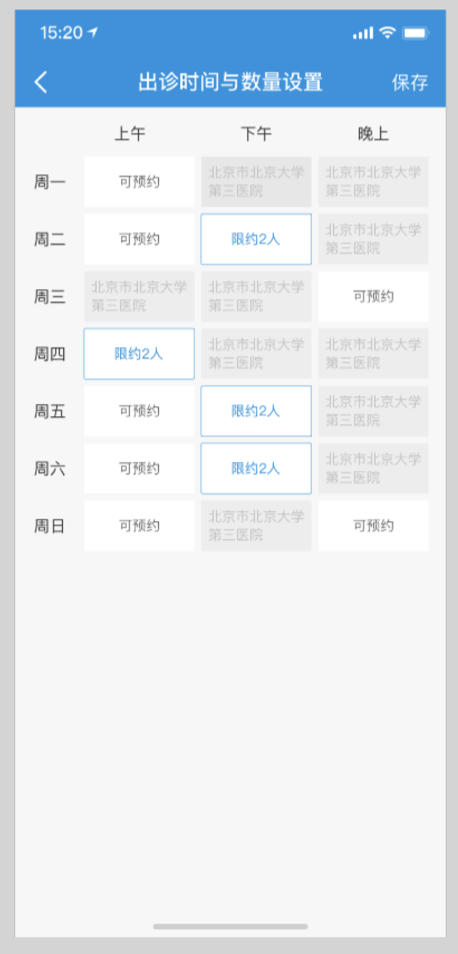 15:20
出诊时间与数量设置
保存
上午 下午 晚上
周一 可预约 北京市北京大学第三医院 北京市北京大学第三医院
周二 可预约 限约2人 北京市北京大学第三医院
周三 北京市北京大学第三医院 北京市北京大学第三医院 可预约
周四 限约2人 北京市北京大学第三医院 北京市北京大学第三医院
周五 可预约 限约2人 北京市北京大学第三医院
周六 可预约 限约2人 北京市北京大学第三医院
周日 可预约 北京市北京大学第三医院 可预约